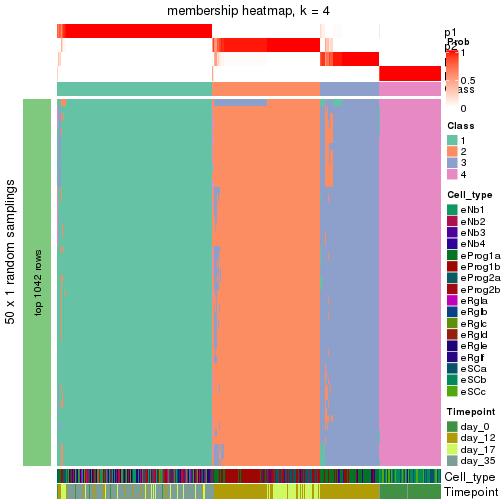 membership heatmap, k = 4
p1
Prob
1
0.5
0
Class
1
2
3
4
Cell_type
eNb1
eNb2
eNb3
eNb4
eProg1a
eProg1b
eProg2a
eProg2b
eRgla
eRglb
eRglc
eRgld
eRgle
eRglf
eSCa
eSCb
eSCc
Timepoint
day_0
day_12
day_17
day_35
50 x 1 random samplings
top 1042 rows
Cell_type
Timepoint